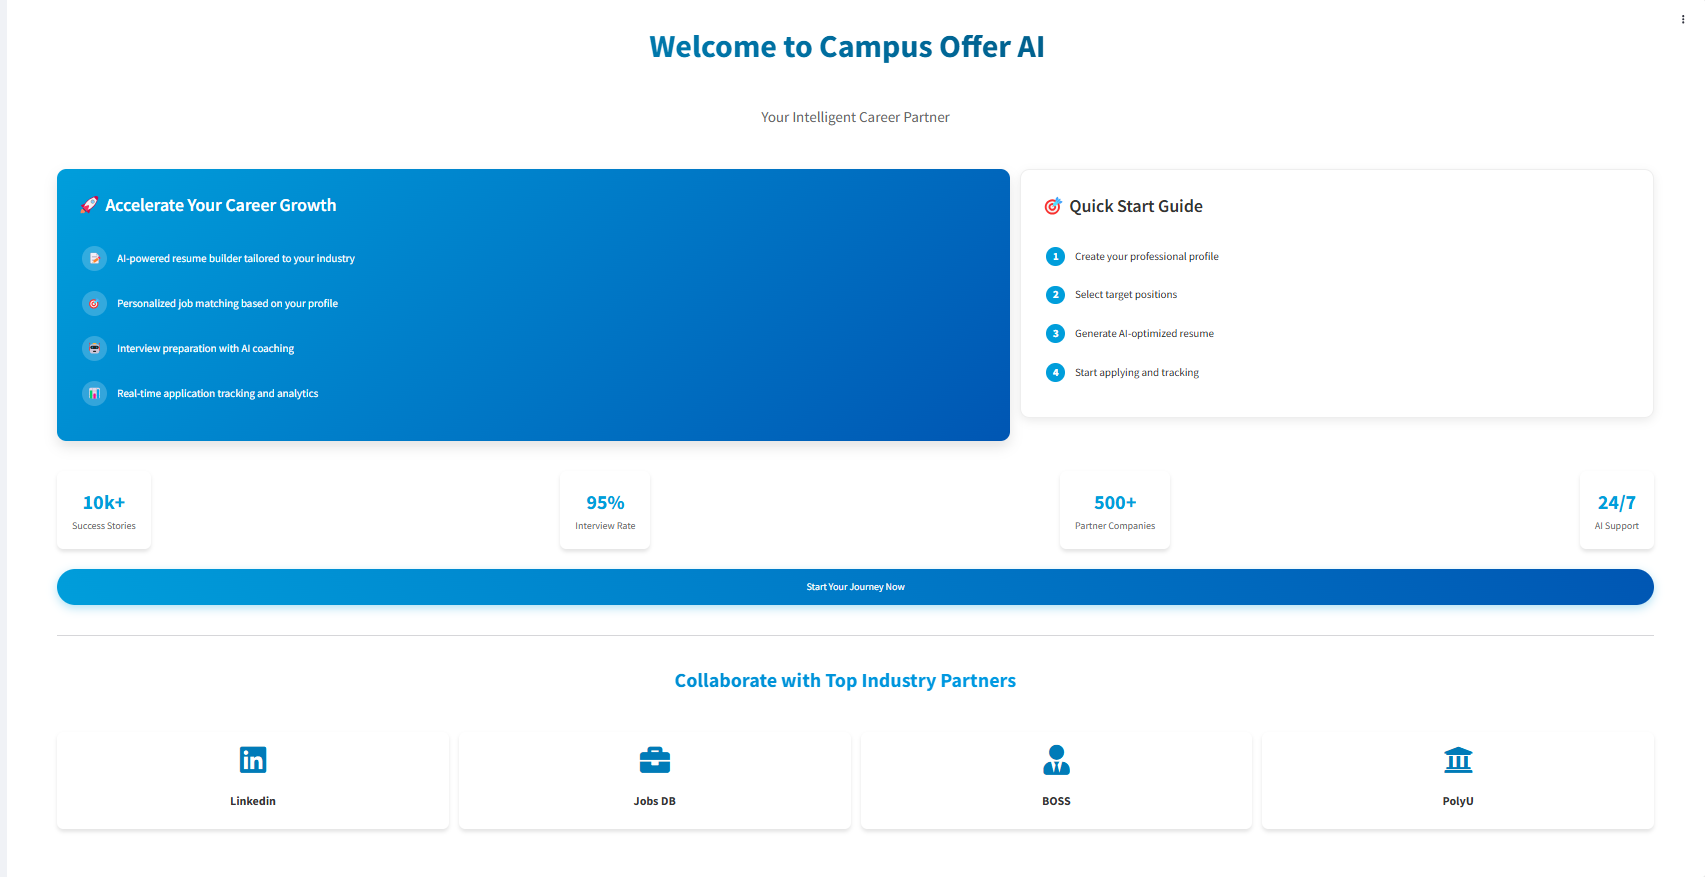 Welcome to Campus Offer AI
Your Intelligent Career Partner
🚀 Accelerate Your Career Growth
AI-powered resume builder tailored to your industry
Personalized job matching based on your profile
Interview preparation with AI coaching
Real-time application tracking and analytics
🎯 Quick Start Guide
1 Create your professional profile
2 Select target positions
3 Generate AI-optimized resume
4 Start applying and tracking
10k+
Success Stories
95%
Interview Rate
500+
Partner Companies
24/7
AI Support
Start Your Journey Now
Collaborate with Top Industry Partners
in
Linkedin
Jobs DB
BOSS
PolyU